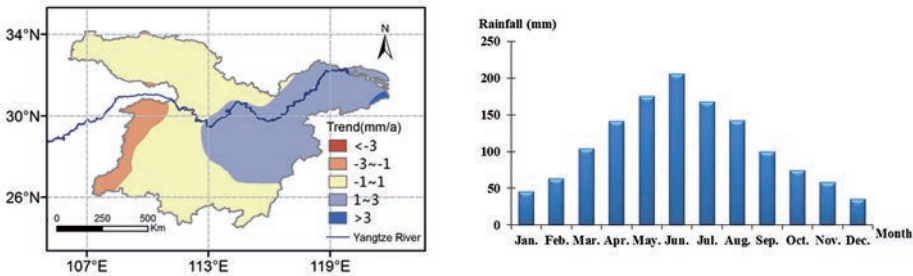 34°N
30°N
26°N
N
Trend(mm/a)
<-3
-3~-1
-1~1
1~3
>3
Yangtze River
0 250 500
Km
107°E 113°E 119°E
Rainfall (mm)
250
200
150
100
50
0
Jan. Feb. Mar. Apr. May. Jun. Jul. Aug. Sep. Oct. Nov. Dec. Month